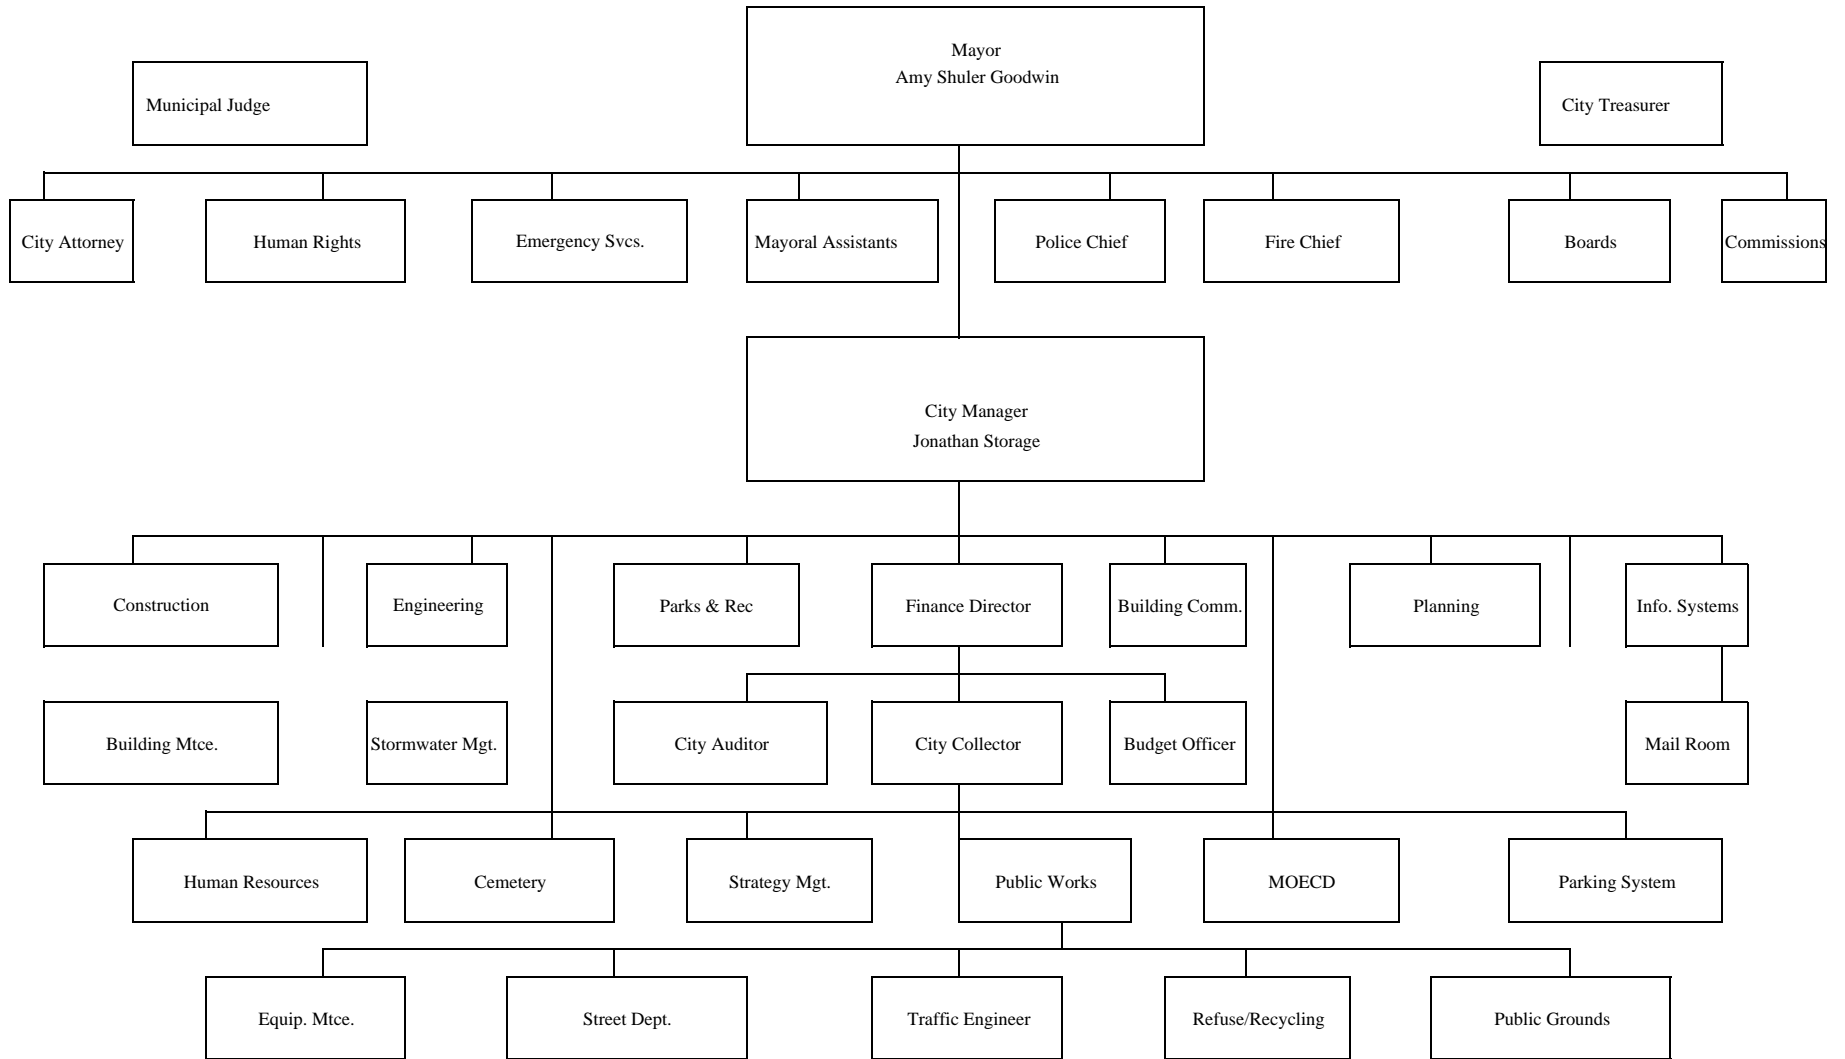 Mayor
Amy Shuler Goodwin
Municipal Judge
City Treasurer
City Attorney
Human Rights
Emergency Svcs.
Mayoral Assistants
Police Chief
Fire Chief
Boards
Commissions
City Manager
Jonathan Storage
Construction
Engineering
Parks & Rec
Finance Director
Building Comm.
Planning
Info. Systems
Building Mtce.
Stormwater Mgt.
City Auditor
City Collector
Budget Officer
Mail Room
Human Resources
Cemetery
Strategy Mgt.
Public Works
MOECD
Parking System
Equip. Mtce.
Street Dept.
Traffic Engineer
Refuse/Recycling
Public Grounds